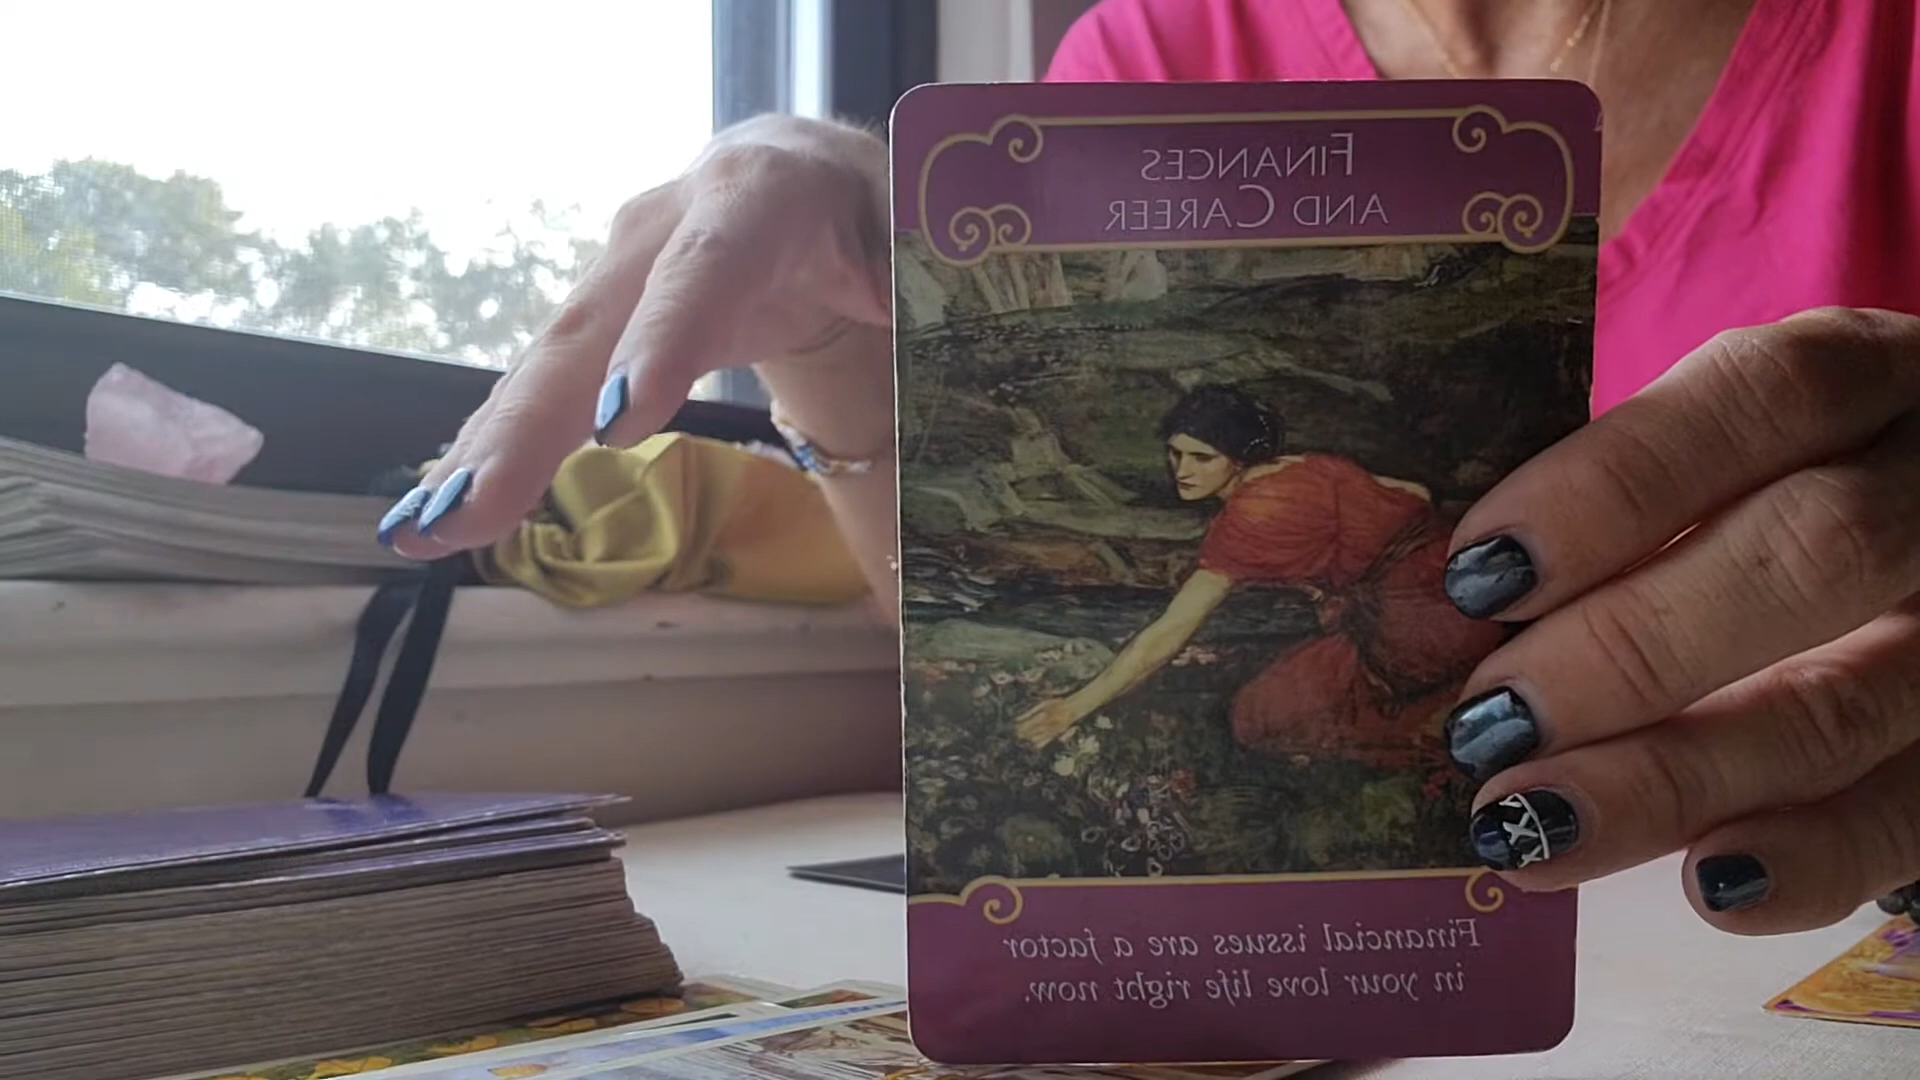 FINANCES
AND CAREER
Financial issues are a factor
in your love life right now.